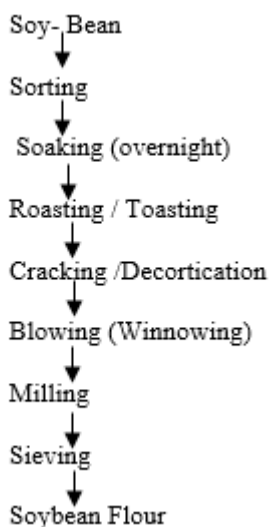 Soy- Bean
Sorting
Soaking (overnight)
Roasting / Toasting
Cracking /Decortication
Blowing (Winnowing)
Milling
Sieving
Soybean Flour